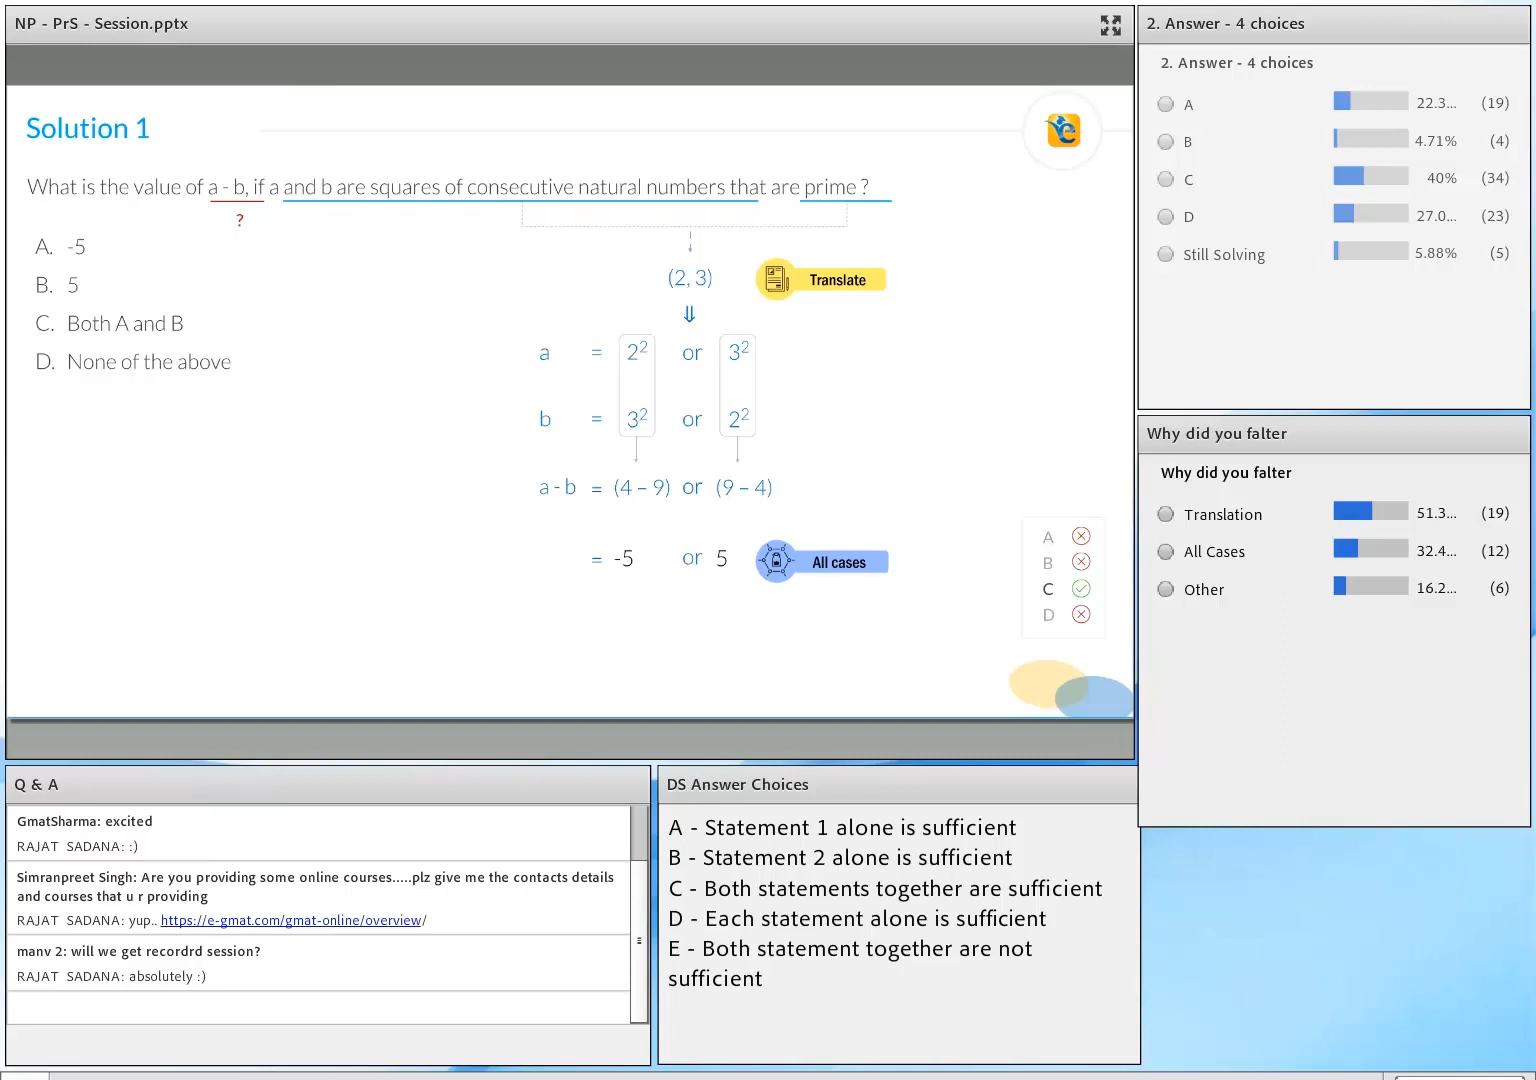 NP - PrS - Session.pptx
Solution 1
What is the value of a - b, if a and b are squares of consecutive natural numbers that are prime ?
?
A. -5
B. 5
C. Both A and B
D. None of the above
(2, 3)
Translate
⇓
a = 2² or 3²
b = 3² or 2²
a - b = (4 – 9) or (9 – 4)
= -5 or 5
All cases
A
B
C
D
2. Answer - 4 choices
2. Answer - 4 choices
A 22.3... (19)
B 4.71% (4)
C 40% (34)
D 27.0... (23)
Still Solving 5.88% (5)
Why did you falter
Why did you falter
Translation 51.3... (19)
All Cases 32.4... (12)
Other 16.2... (6)
Q & A
GmatSharma: excited
RAJAT SADANA: :)
Simranpreet Singh: Are you providing some online courses.....plz give me the contacts details
and courses that u r providing
RAJAT SADANA: yup.. https://e-gmat.com/gmat-online/overview/
manv 2: will we get recordrd session?
RAJAT SADANA: absolutely :)
DS Answer Choices
A - Statement 1 alone is sufficient
B - Statement 2 alone is sufficient
C - Both statements together are sufficient
D - Each statement alone is sufficient
E - Both statement together are not
sufficient